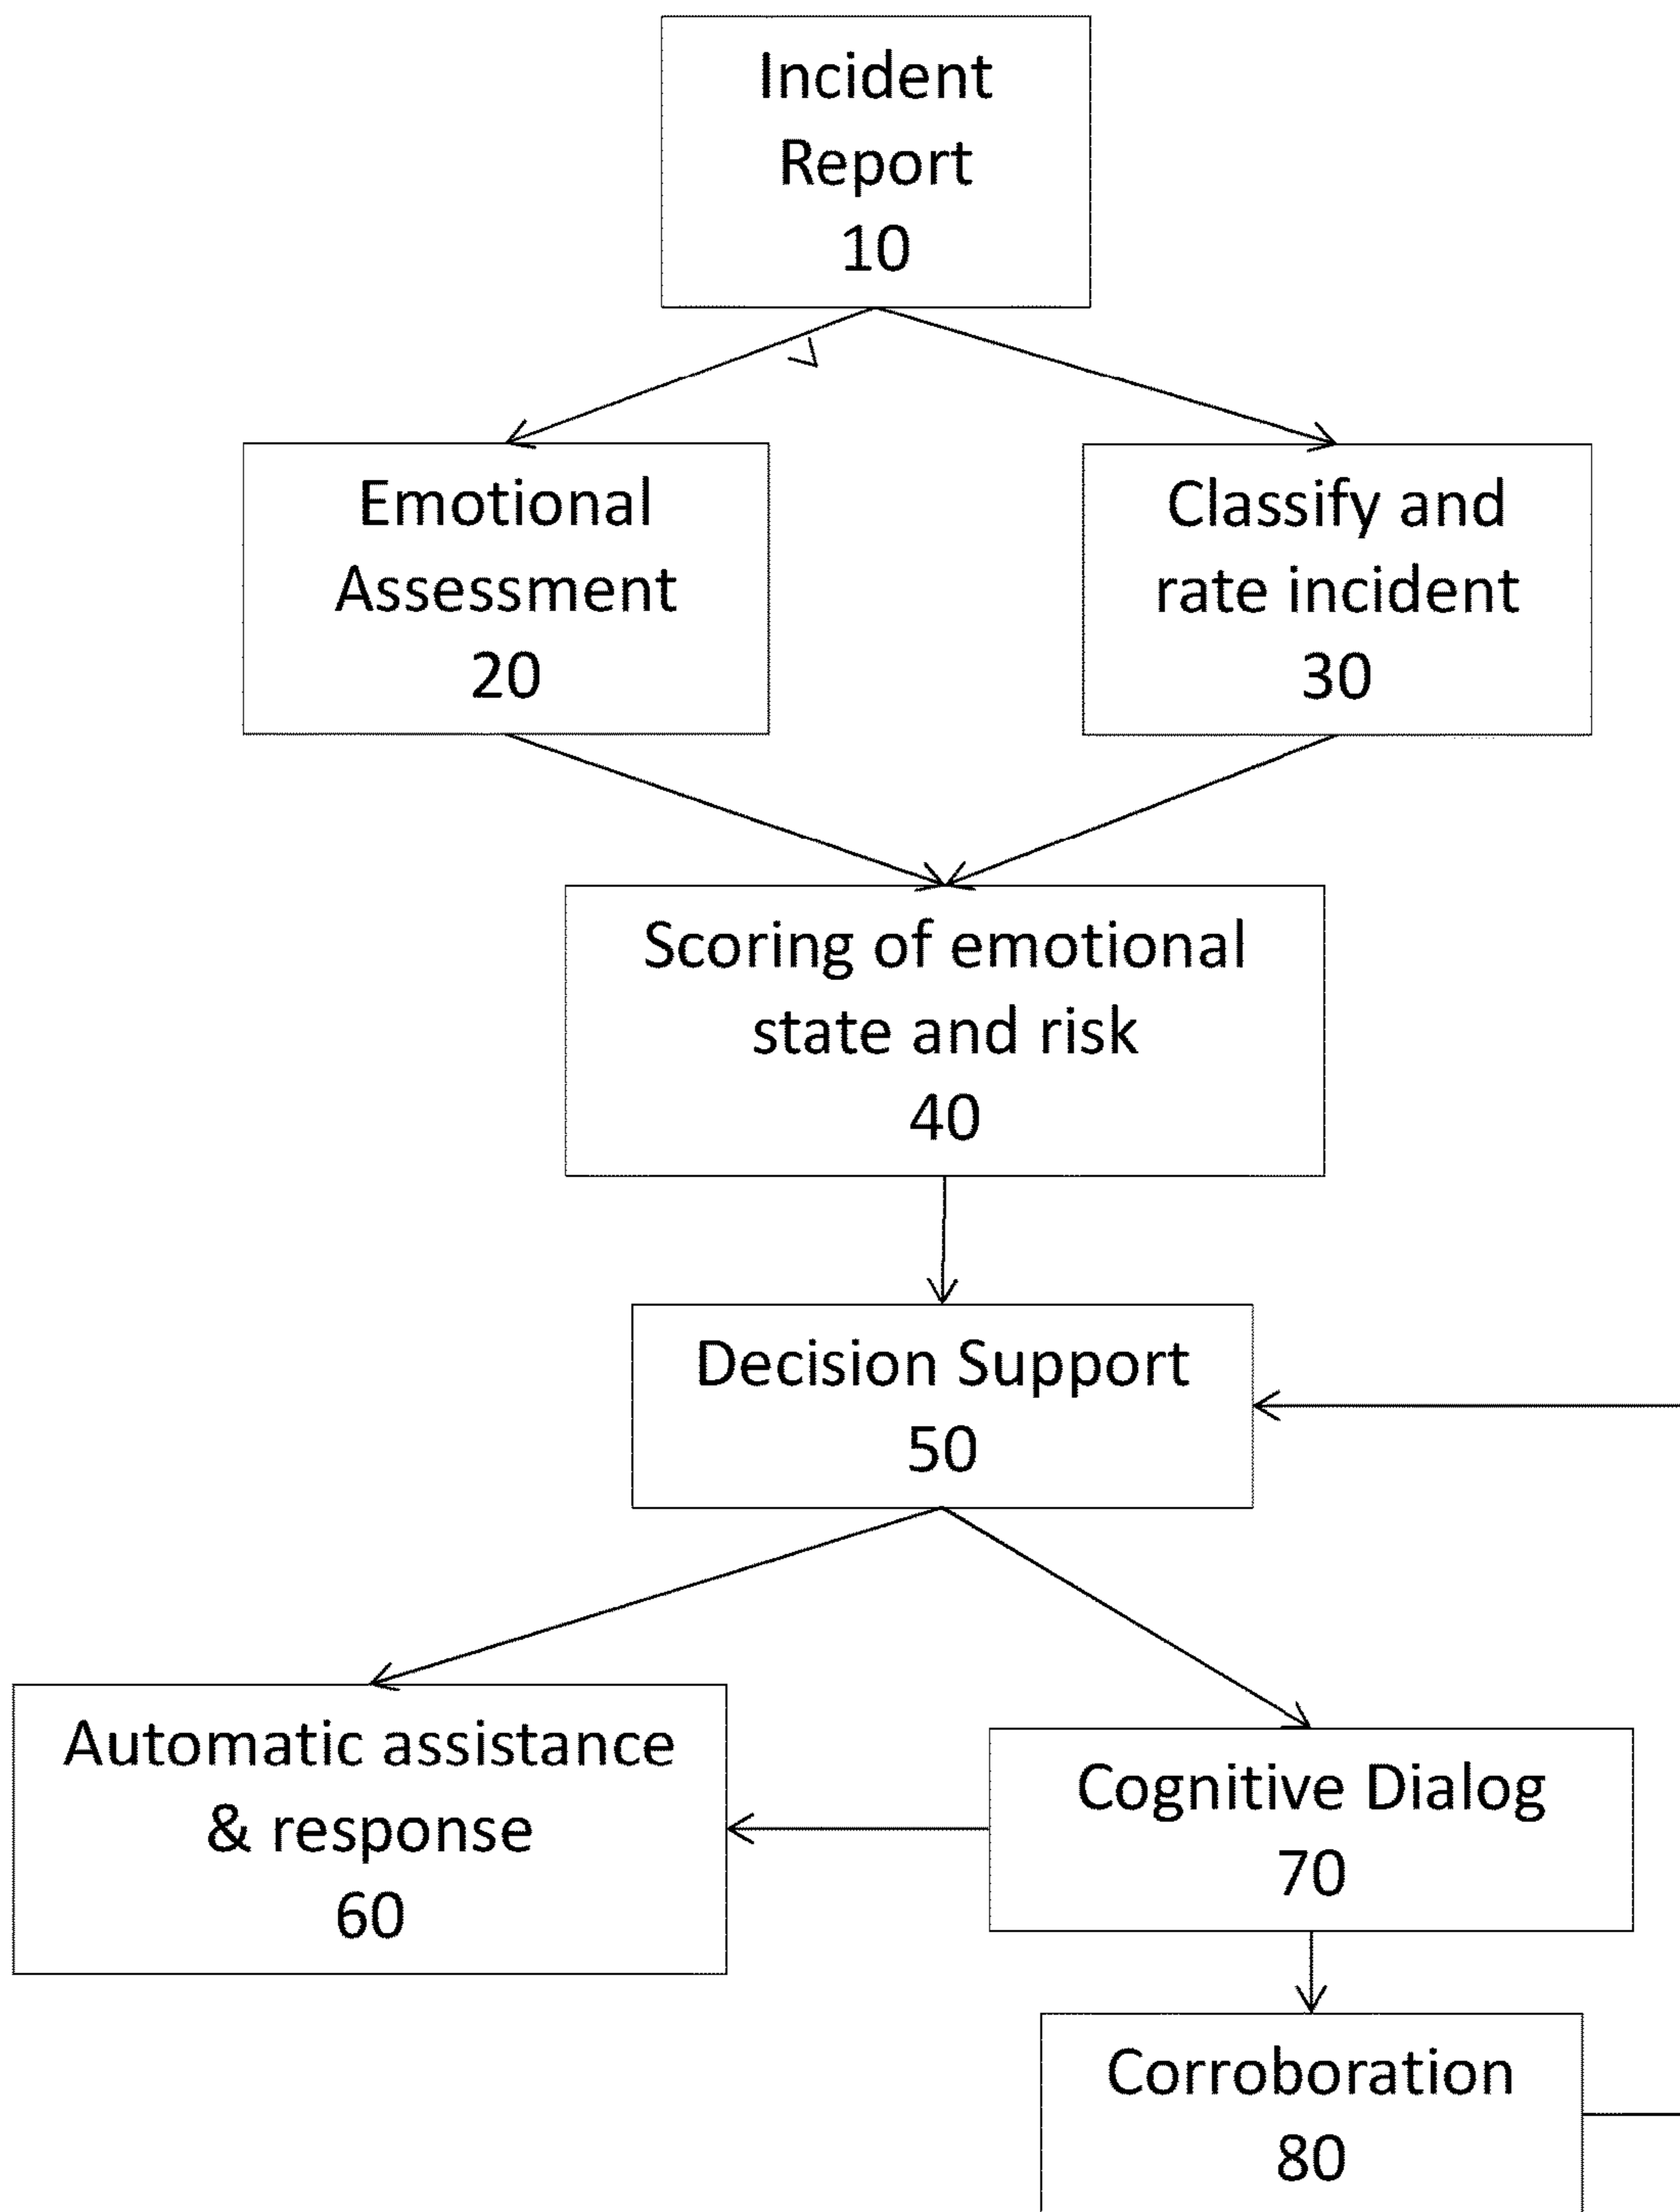 Incident
Report
10
Emotional
Assessment
20
Classify and
rate incident
30
Scoring of emotional
state and risk
40
Decision Support
50
Automatic assistance
& response
60
Cognitive Dialog
70
Corroboration
80